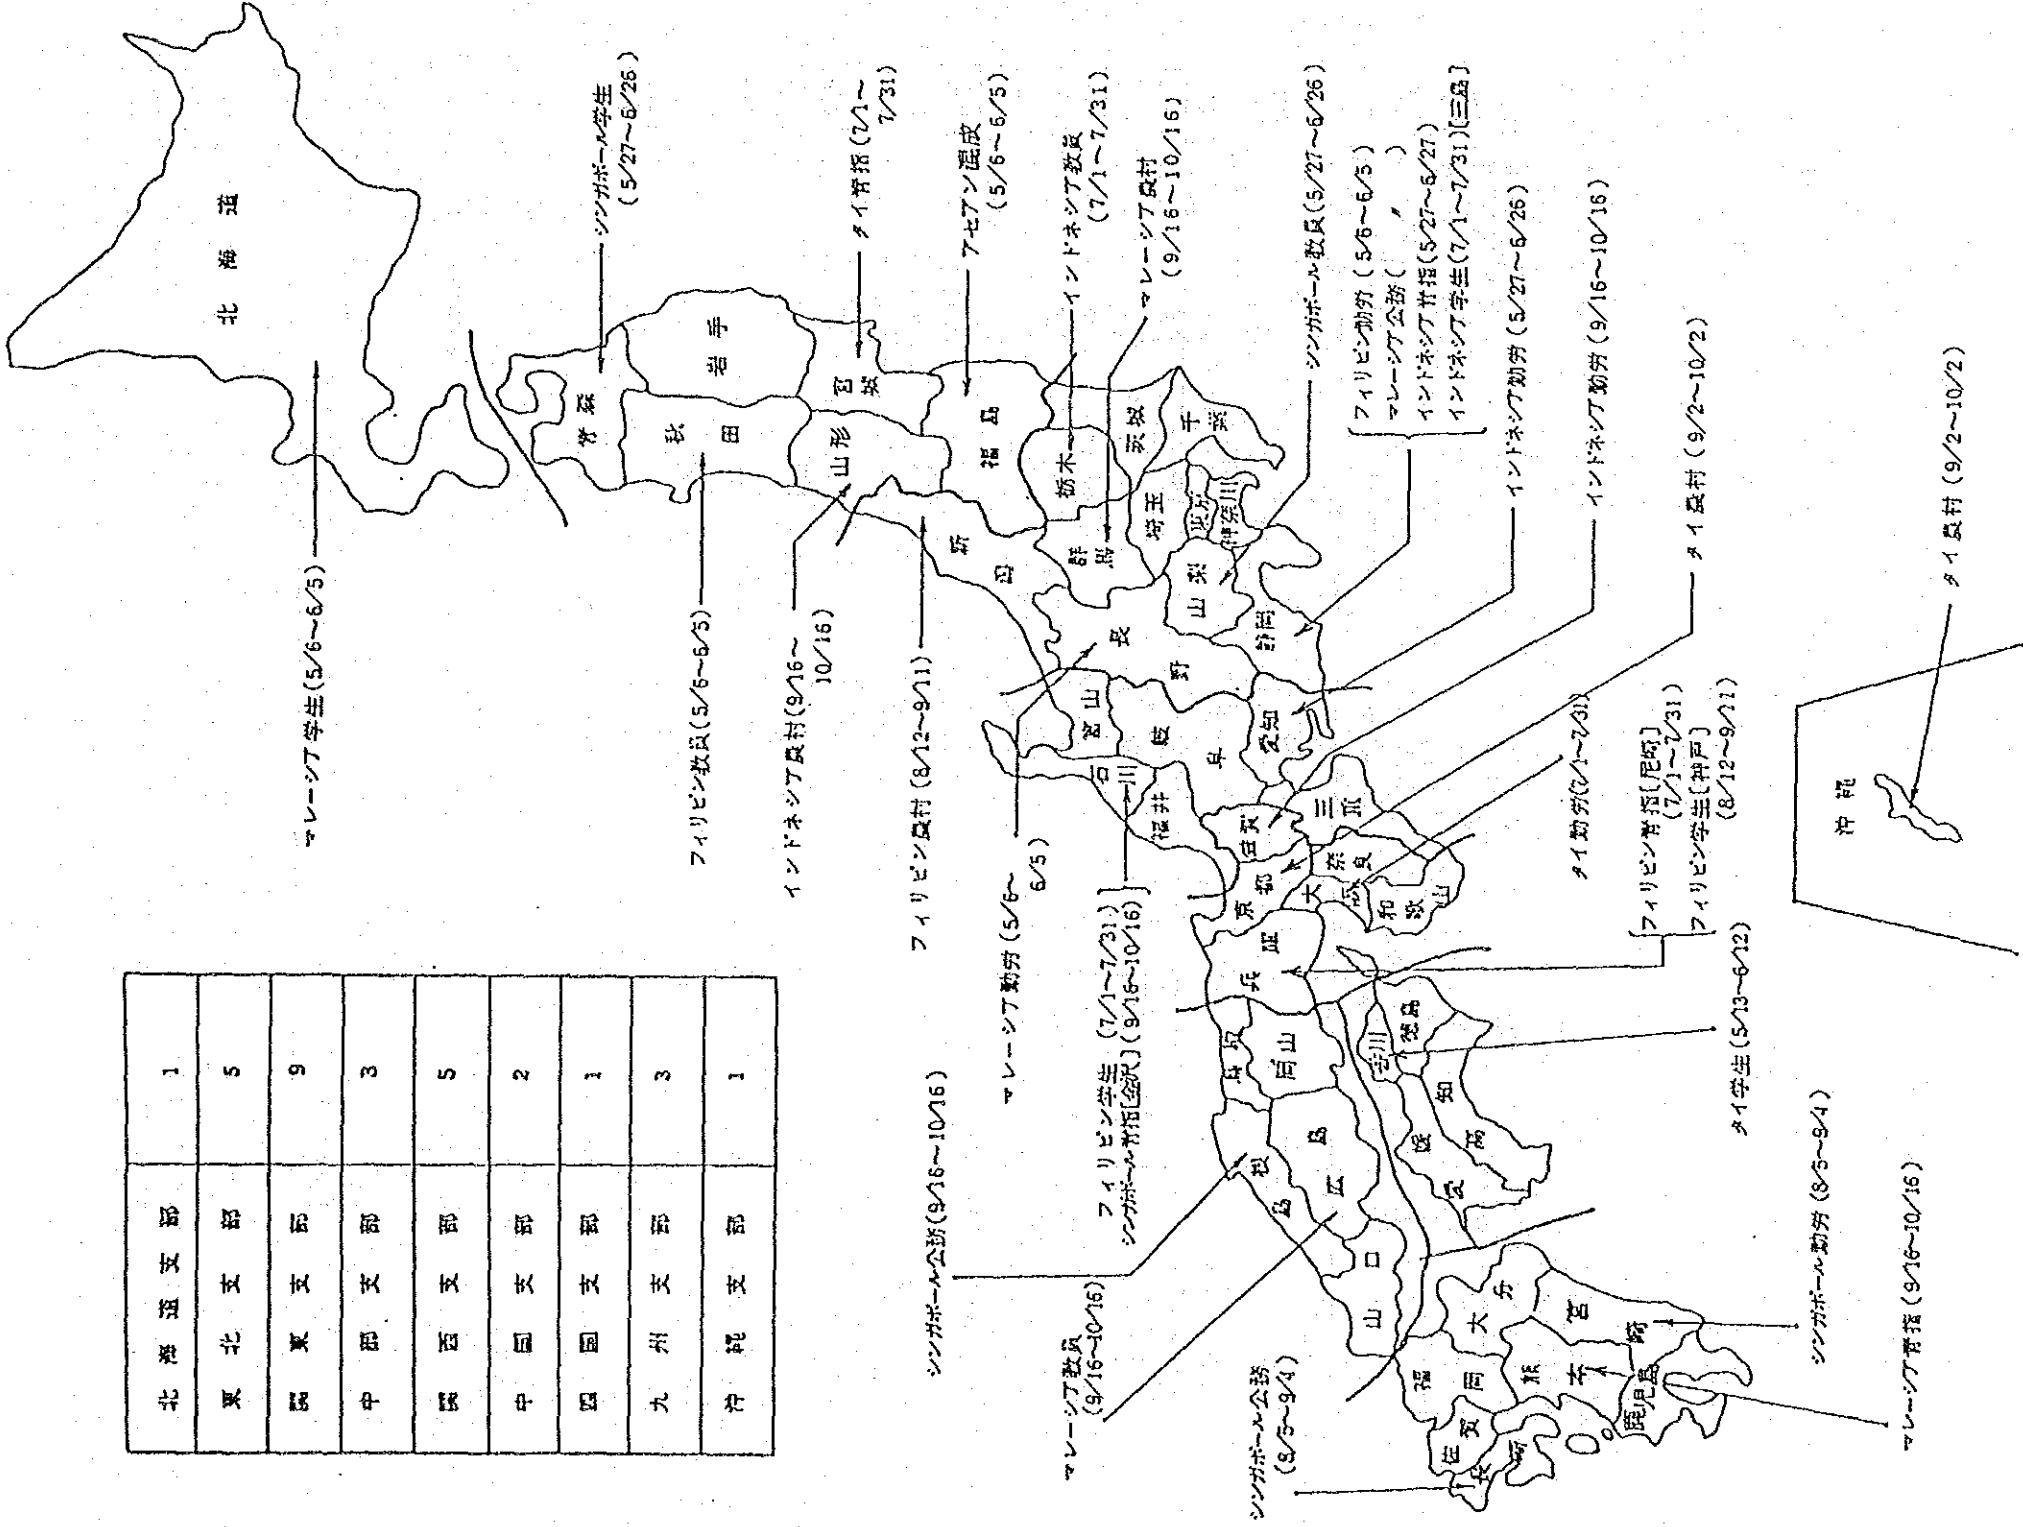 北海道支部 1
東北支部 5
関東支部 9
中部支部 3
関西支部 5
中国支部 2
四国支部 1
九州支部 3
沖縄支部 1
マレーシア学生(5/6~6/5)
フィリピン教員(5/6~6/5)
インドネシア農村(9/16~
10/16)
フィリピン農村(8/12~9/11)
マレーシア勤労(5/6~
6/5)
フィリピン学生 (7/1~7/31)
シンガポール青指[金沢](9/16~10/16)
シンガポール公務(9/16~10/16)
マレーシア教員
(9/16~10/16)
シンガポール公務
(8/5~9/4)
シンガポール学生
(5/27~6/26)
タイ青指(7/1~
7/31)
アセアン混成
(5/6~6/5)
インドネシア教員
(7/1~7/31)
マレーシア農村
(9/16~10/16)
シンガポール教員(5/27~6/26)
フィリピン勤労(5/6~6/5)
マレーシア公務( 〃 )
インドネシア青指(5/27~6/27)
インドネシア学生(7/1~7/31)[三島]
インドネシア勤労(5/27~6/26)
インドネシア勤労(9/16~10/16)
タイ農村(9/2~10/2)
タイ勤労(7/1~7/31)
フィリピン青指[尼崎]
(7/1~7/31)
フィリピン学生[神戸]
(8/12~9/11)
タイ学生(5/13~6/12)
シンガポール勤労(8/5~9/4)
マレーシア青指(9/16~10/16)
タイ農村(9/2~10/2)
北海道
青森
岩手
秋田
宮城
山形
福島
新潟
栃木
茨城
群馬
千葉
埼玉
東京
神奈川
山梨
長野
静岡
富山
石川
岐阜
愛知
福井
滋賀
三重
京都
奈良
大阪
和歌山
兵庫
鳥取
岡山
島根
広島
山口
香川
徳島
愛媛
高知
福岡
大分
佐賀
長崎
熊本
宮崎
鹿児島
沖縄